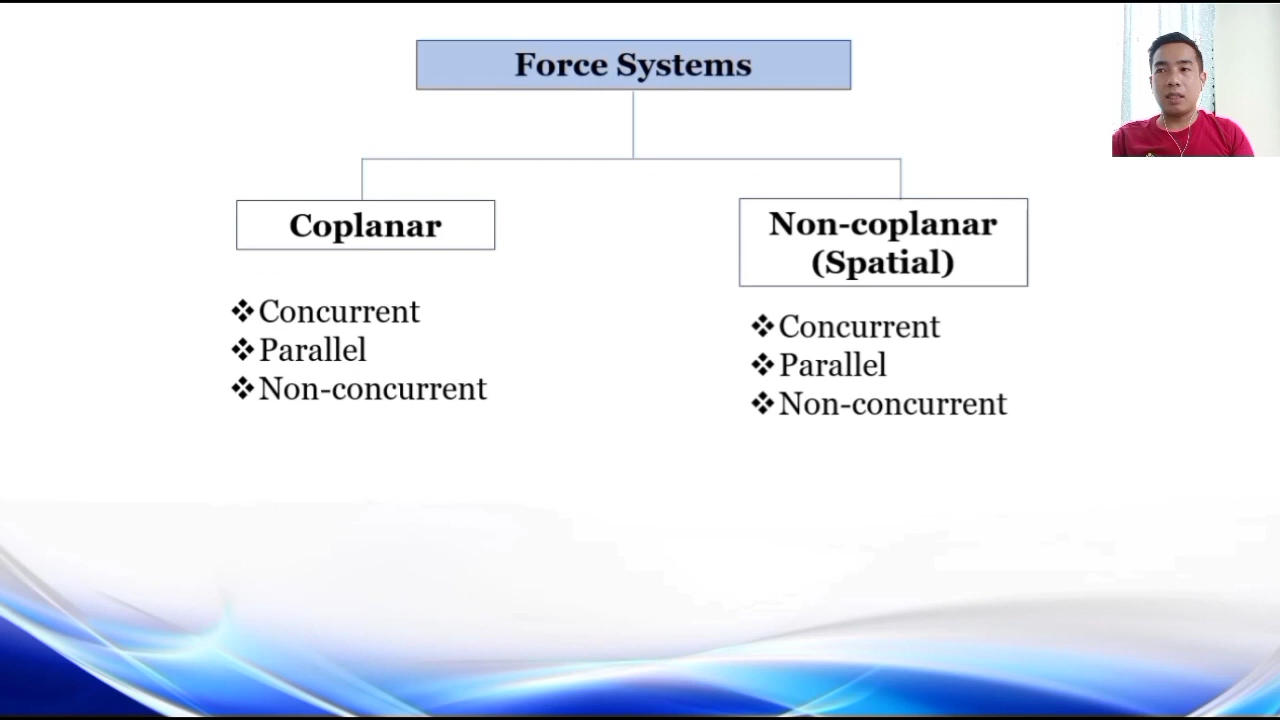 Force Systems
Coplanar
❖Concurrent
❖Parallel
❖Non-concurrent
Non-coplanar
(Spatial)
❖Concurrent
❖Parallel
❖Non-concurrent